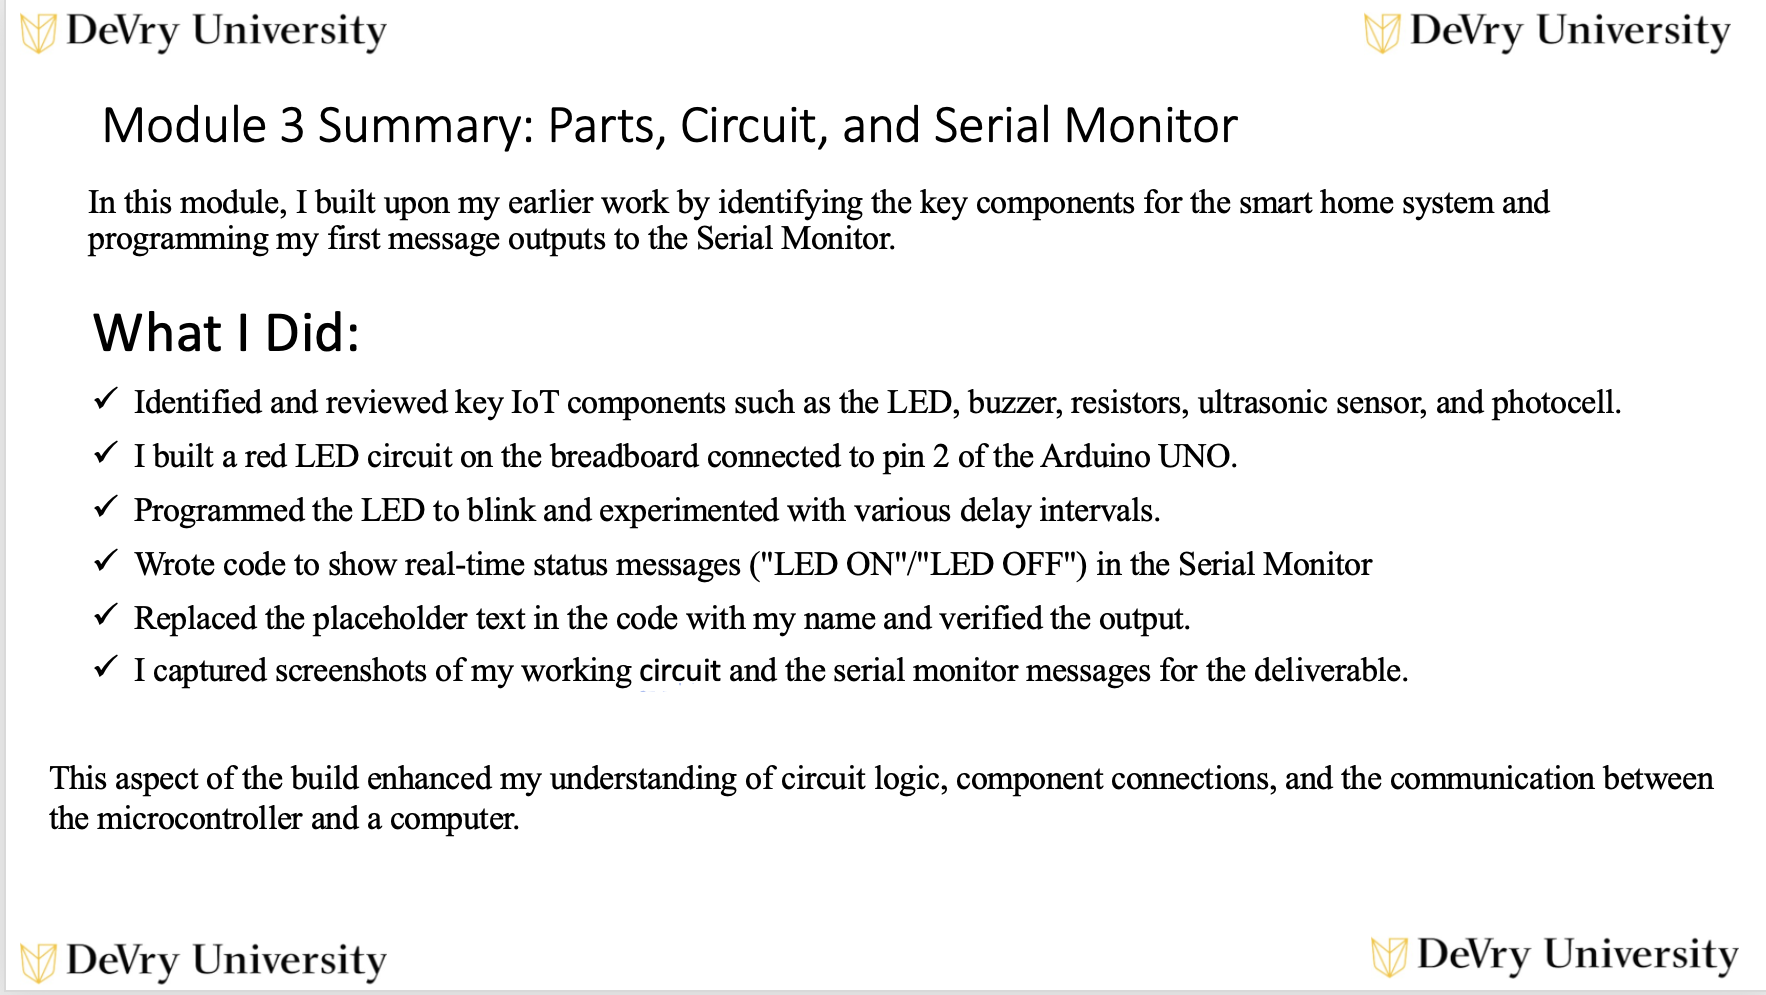 DeVry University
DeVry University
Module 3 Summary: Parts, Circuit, and Serial Monitor
In this module, I built upon my earlier work by identifying the key components for the smart home system and
programming my first message outputs to the Serial Monitor.
What I Did:
✓ Identified and reviewed key IoT components such as the LED, buzzer, resistors, ultrasonic sensor, and photocell.
✓ I built a red LED circuit on the breadboard connected to pin 2 of the Arduino UNO.
✓ Programmed the LED to blink and experimented with various delay intervals.
✓ Wrote code to show real-time status messages ("LED ON"/"LED OFF") in the Serial Monitor
✓ Replaced the placeholder text in the code with my name and verified the output.
✓ I captured screenshots of my working circuit and the serial monitor messages for the deliverable.
This aspect of the build enhanced my understanding of circuit logic, component connections, and the communication between
the microcontroller and a computer.
DeVry University
DeVry University